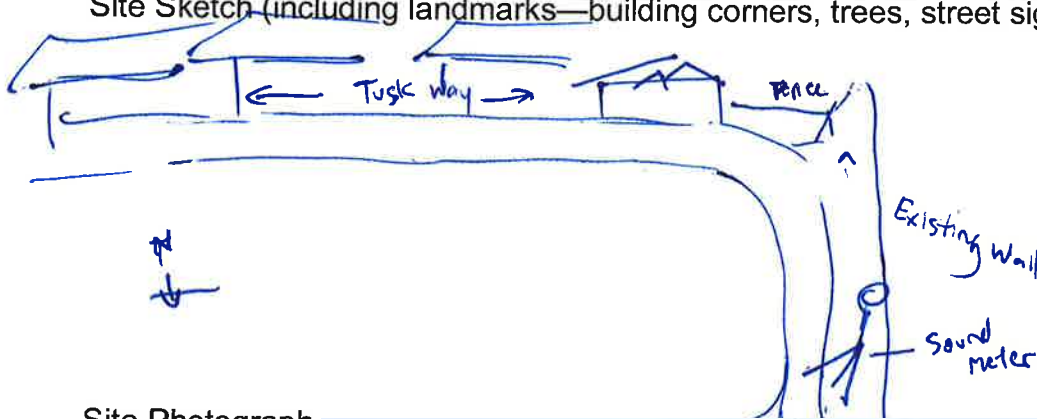 Site Sketch (including landmarks—building corners, trees, street sig
Tusk Way
Fence
Existing Wall
N
Sound
meter
Site Photograph